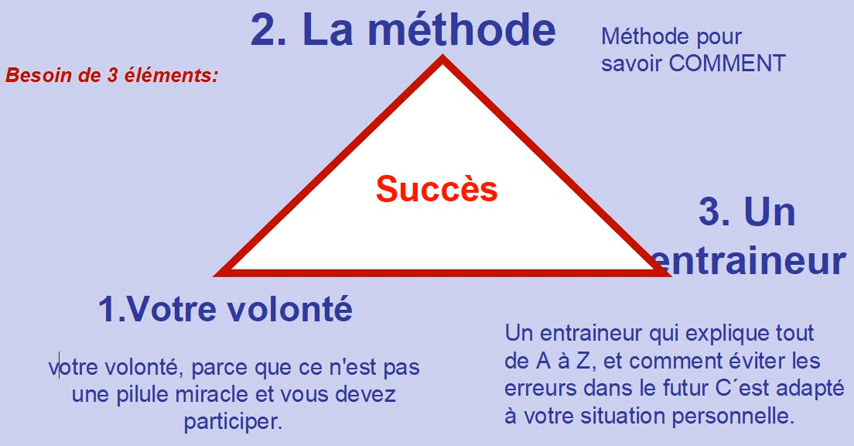 2. La méthode
Méthode pour
savoir COMMENT
Besoin de 3 éléments:
Succès
3. Un
entraineur
1.Votre volonté
votre volonté, parce que ce n'est pas
une pilule miracle et vous devez
participer.
Un entraineur qui explique tout
de A à Z, et comment éviter les
erreurs dans le futur C´est adapté
à votre situation personnelle.